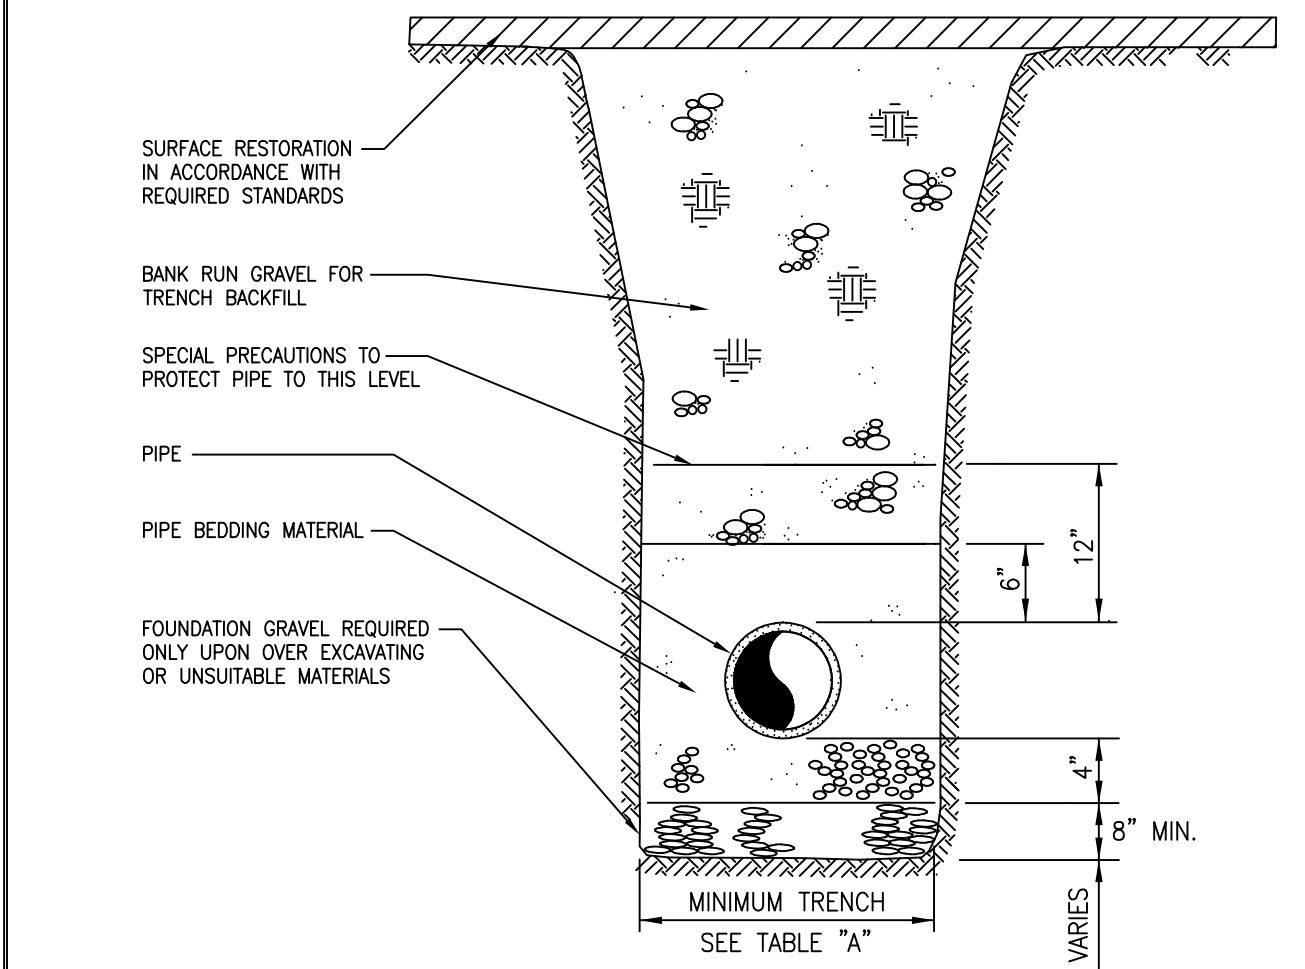 SURFACE RESTORATION
IN ACCORDANCE WITH
REQUIRED STANDARDS
BANK RUN GRAVEL FOR
TRENCH BACKFILL
SPECIAL PRECAUTIONS TO
PROTECT PIPE TO THIS LEVEL
PIPE
PIPE BEDDING MATERIAL
FOUNDATION GRAVEL REQUIRED
ONLY UPON OVER EXCAVATING
OR UNSUITABLE MATERIALS
12”
6”
4”
8” MIN.
VARIES
MINIMUM TRENCH
SEE TABLE ”A”